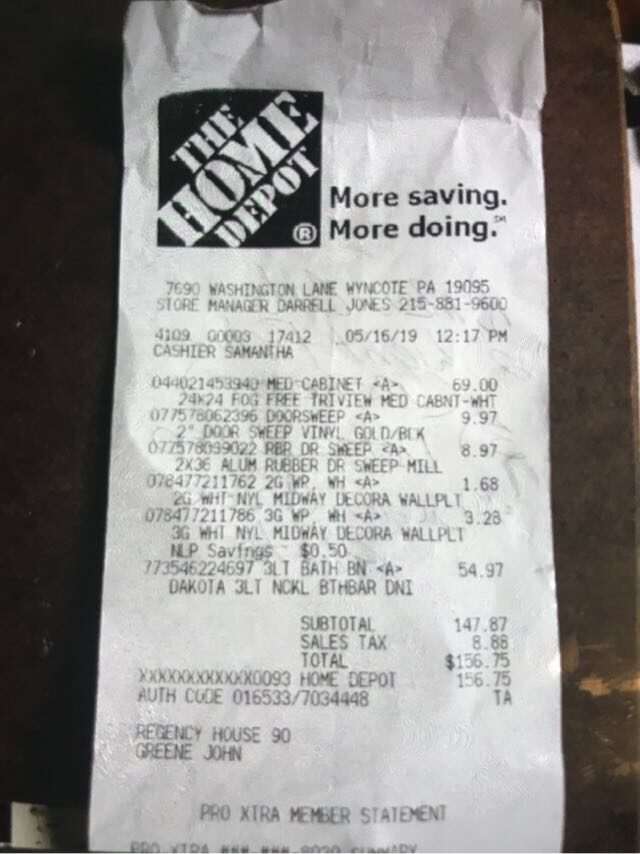 THE
HOME
DEPOT
®
More saving.
More doing.℠
7690 WASHINGTON LANE WYNCOTE PA 19095
STORE MANAGER DARRELL JONES 215-881-9600
4109 00003 17412 05/16/19 12:17 PM
CASHIER SAMANTHA
044021453940 MED CABINET <A> 69.00
24X24 FOG FREE TRIVIEW MED CABNT-WHT
077578062396 DOORSWEEP <A> 9.97
2" DOOR SWEEP VINYL GOLD/BLK
077578099022 RBR DR SWEEP <A> 8.97
2X36 ALUM RUBBER DR SWEEP MILL
078477211762 2G WP, WH <A> 1.68
2G WHT NYL MIDWAY DECORA WALLPLT
078477211786 3G WP, WH <A> 3.28
3G WHT NYL MIDWAY DECORA WALLPLT
NLP Savings $0.50
773546224697 3LT BATH BN <A> 54.97
DAKOTA 3LT NCKL BTHBAR DNI
SUBTOTAL 147.87
SALES TAX 8.88
TOTAL $156.75
XXXXXXXXXXXX0093 HOME DEPOT 156.75
AUTH CODE 016533/7034448 TA
REGENCY HOUSE 90
GREENE JOHN
PRO XTRA MEMBER STATEMENT
PRO XTRA ###-###-8030 SUMMARY